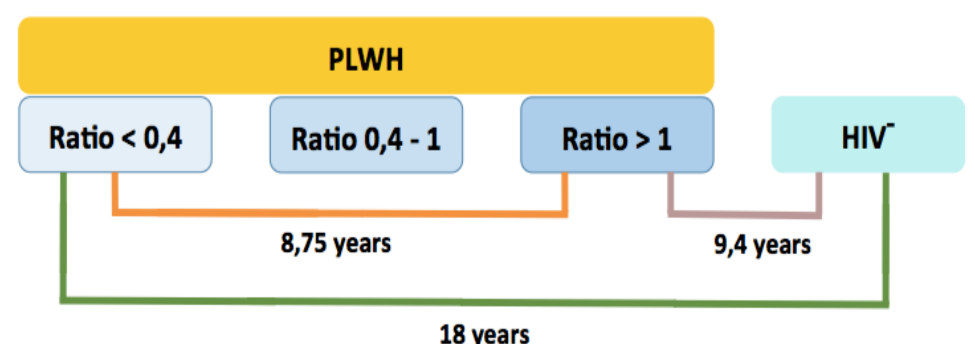 PLWH
Ratio < 0,4
Ratio 0,4 - 1
Ratio > 1
HIV⁻
8,75 years
9,4 years
18 years